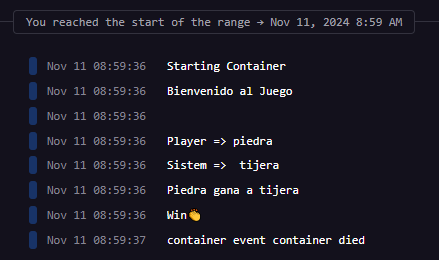 You reached the start of the range → Nov 11, 2024 8:59 AM
Nov 11 08:59:36 Starting Container
Nov 11 08:59:36 Bienvenido al Juego
Nov 11 08:59:36
Nov 11 08:59:36 Player => piedra
Nov 11 08:59:36 Sistem =>  tijera
Nov 11 08:59:36 Piedra gana a tijera
Nov 11 08:59:36 Win👏
Nov 11 08:59:37 container event container died